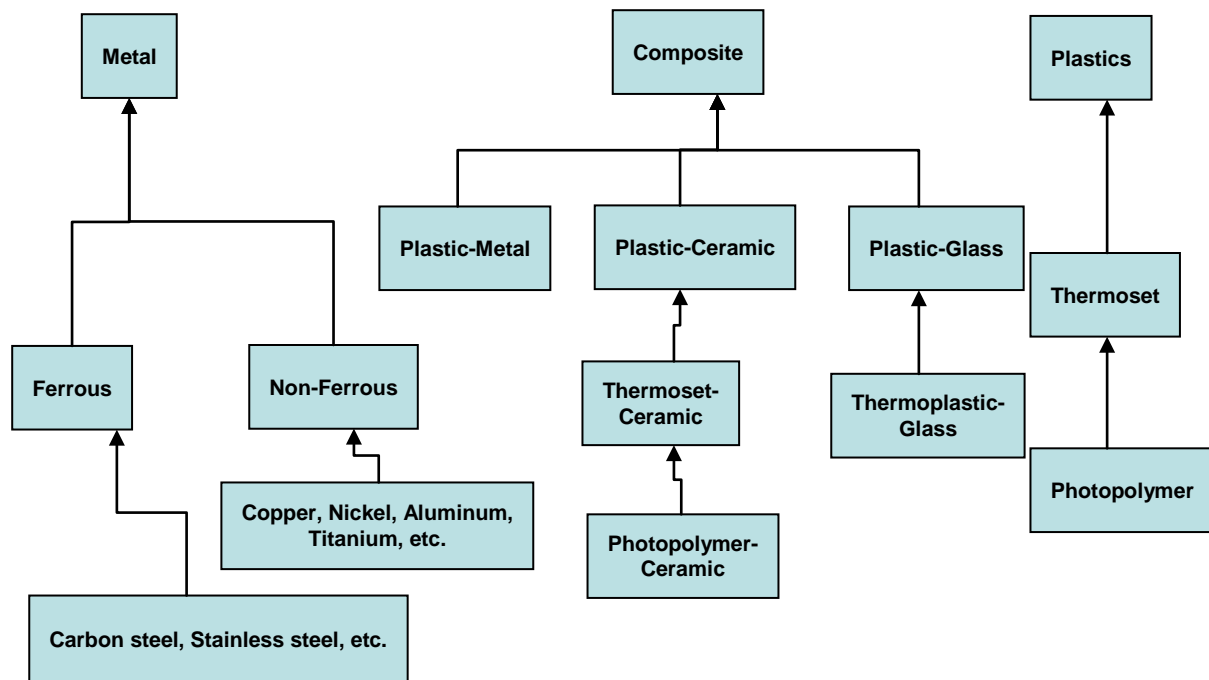 Metal
Composite
Plastics
Plastic-Metal
Plastic-Ceramic
Plastic-Glass
Thermoset
Ferrous
Non-Ferrous
Thermoset-
Ceramic
Thermoplastic-
Glass
Photopolymer
Copper, Nickel, Aluminum,
Titanium, etc.
Photopolymer-
Ceramic
Carbon steel, Stainless steel, etc.